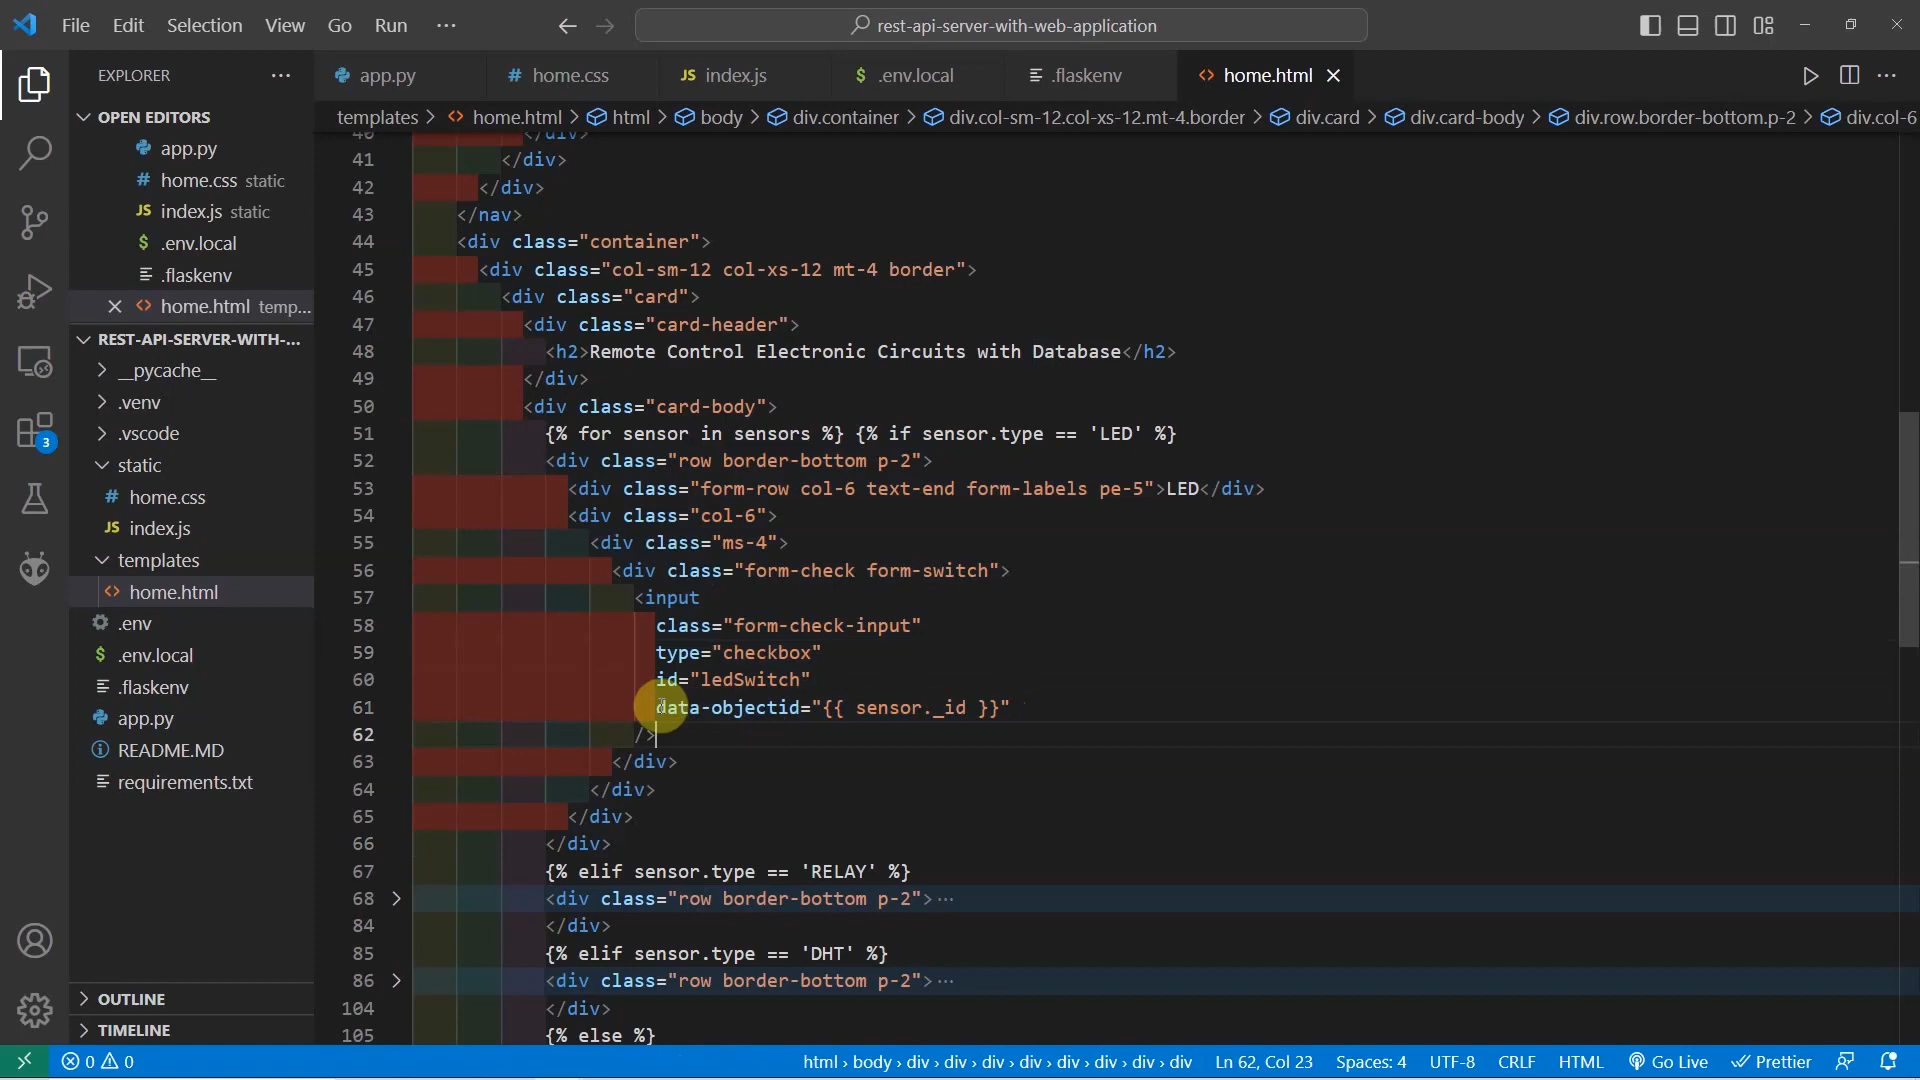 File Edit Selection View Go Run ··· rest-api-server-with-web-application
EXPLORER ···
OPEN EDITORS
app.py
home.css static
index.js static
.env.local
.flaskenv
home.html temp...
REST-API-SERVER-WITH-...
__pycache__
.venv
.vscode
static
home.css
index.js
templates
home.html
.env
.env.local
.flaskenv
app.py
README.MD
requirements.txt
OUTLINE
TIMELINE
3
app.py home.css index.js .env.local .flaskenv home.html
templates > home.html > html > body > div.container > div.col-sm-12.col-xs-12.mt-4.border > div.card > div.card-body > div.row.border-bottom.p-2 > div.col-6
40 </div>
41 </div>
42 </div>
43 </nav>
44 <div class="container">
45 <div class="col-sm-12 col-xs-12 mt-4 border">
46 <div class="card">
47 <div class="card-header">
48 <h2>Remote Control Electronic Circuits with Database</h2>
49 </div>
50 <div class="card-body">
51 {% for sensor in sensors %} {% if sensor.type == 'LED' %}
52 <div class="row border-bottom p-2">
53 <div class="form-row col-6 text-end form-labels pe-5">LED</div>
54 <div class="col-6">
55 <div class="ms-4">
56 <div class="form-check form-switch">
57 <input
58 class="form-check-input"
59 type="checkbox"
60 id="ledSwitch"
61 data-objectid="{{ sensor._id }}"
62 />
63 </div>
64 </div>
65 </div>
66 </div>
67 {% elif sensor.type == 'RELAY' %}
68 <div class="row border-bottom p-2">···
84 </div>
85 {% elif sensor.type == 'DHT' %}
86 <div class="row border-bottom p-2">···
104 </div>
105 {% else %}
0 0 html › body › div › div › div › div › div › div › div › div Ln 62, Col 23 Spaces: 4 UTF-8 CRLF HTML Go Live Prettier